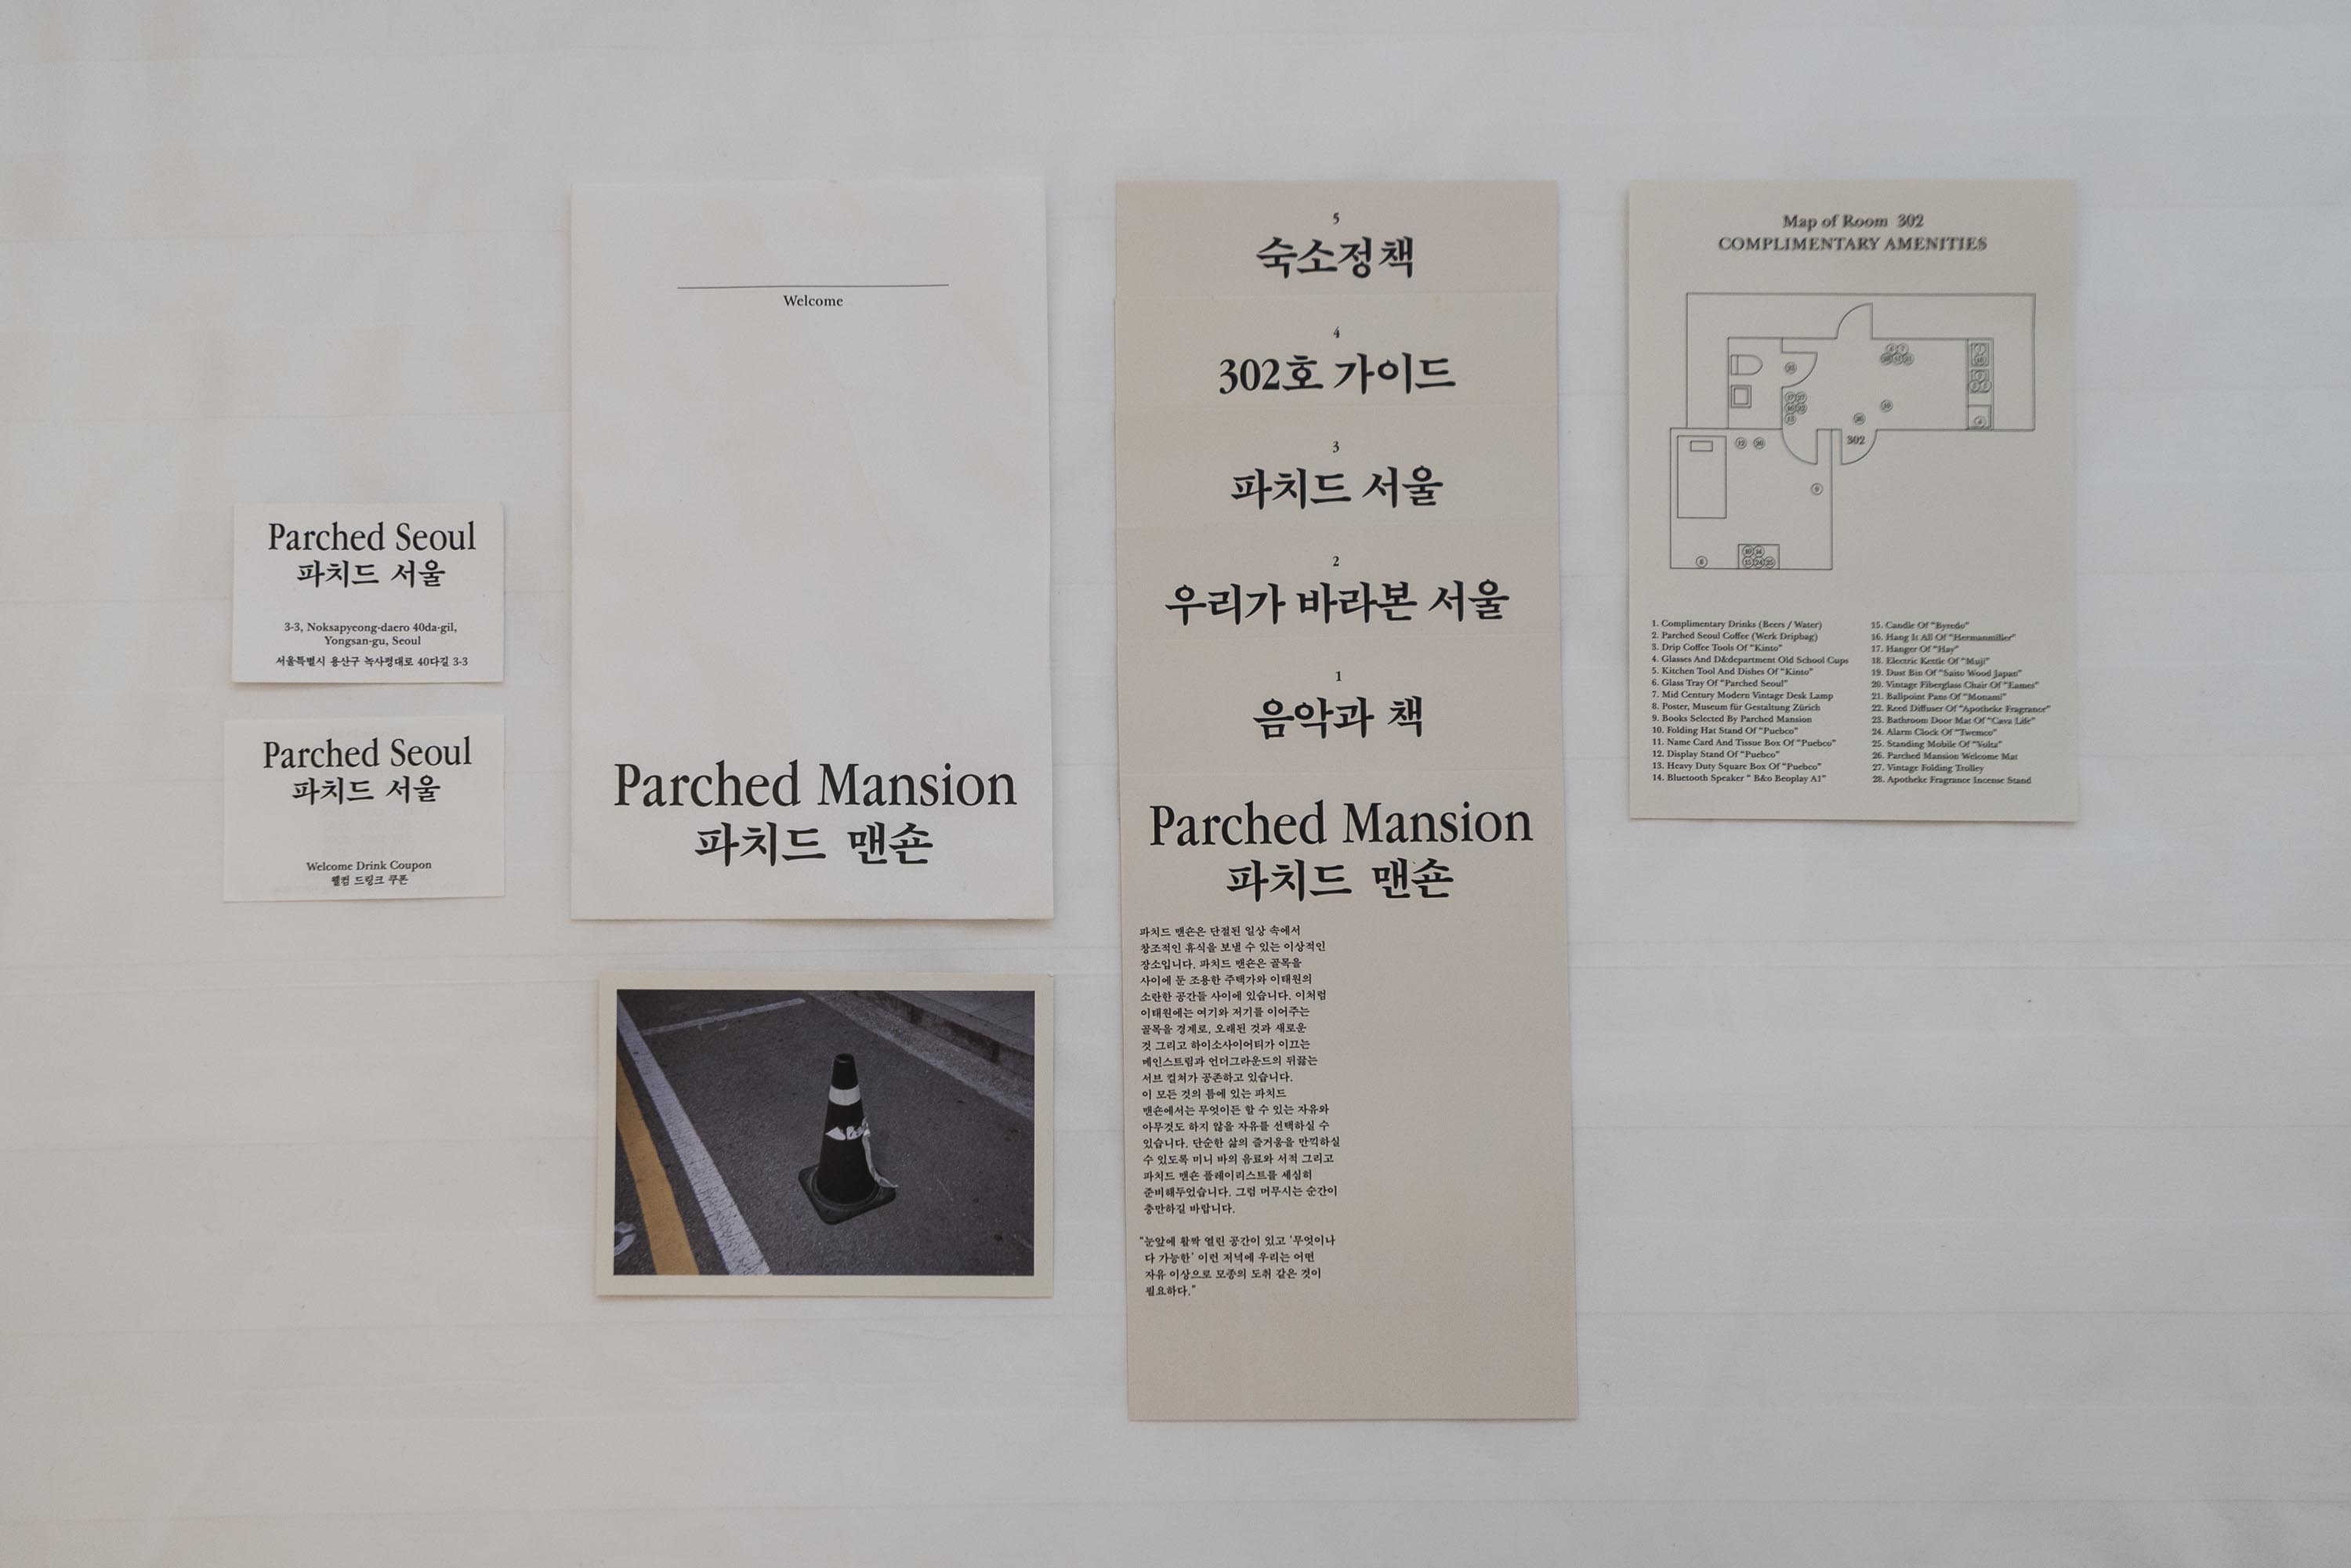 Parched Seoul
파치드 서울
3-3, Noksapyeong-daero 40da-gil,
Yongsan-gu, Seoul
서울특별시 용산구 녹사평대로 40다길 3-3
Parched Seoul
파치드 서울
Welcome Drink Coupon
웰컴 드링크 쿠폰
Welcome
Parched Mansion
파치드 맨숀
5
숙소정책
4
302호 가이드
3
파치드 서울
2
우리가 바라본 서울
1
음악과 책
Parched Mansion
파치드 맨숀
파치드 맨숀은 단절된 일상 속에서
창조적인 휴식을 보낼 수 있는 이상적인
장소입니다. 파치드 맨숀은 골목을
사이에 둔 조용한 주택가와 이태원의
소란한 공간들 사이에 있습니다. 이처럼
이태원에는 여기와 저기를 이어주는
골목을 경계로, 오래된 것과 새로운
것 그리고 하이소사이어티가 이끄는
메인스트림과 언더그라운드의 뒤끓는
서브 컬쳐가 공존하고 있습니다.
이 모든 것의 틈에 있는 파치드
맨숀에서는 무엇이든 할 수 있는 자유와
아무것도 하지 않을 자유를 선택하실 수
있습니다. 단순한 삶의 즐거움을 만끽하실
수 있도록 미니 바의 음료와 서적 그리고
파치드 맨숀 플레이리스트를 세심히
준비해두었습니다. 그럼 머무시는 순간이
충만하길 바랍니다.
"눈앞에 활짝 열린 공간이 있고 '무엇이나
다 가능한' 이런 저녁에 우리는 어떤
자유 이상으로 모종의 도취 같은 것이
필요하다."
Map of Room 302
COMPLIMENTARY AMENITIES
302
1. Complimentary Drinks (Beers / Water)
2. Parched Seoul Coffee (Werk Dripbag)
3. Drip Coffee Tools Of "Kinto"
4. Glasses And D&department Old School Cups
5. Kitchen Tool And Dishes Of "Kinto"
6. Glass Tray Of "Parched Seoul"
7. Mid Century Modern Vintage Desk Lamp
8. Poster, Museum für Gestaltung Zürich
9. Books Selected By Parched Mansion
10. Folding Hat Stand Of "Puebco"
11. Name Card And Tissue Box Of "Puebco"
12. Display Stand Of "Puebco"
13. Heavy Duty Square Box Of "Puebco"
14. Bluetooth Speaker " B&o Beoplay A1"
15. Candle Of "Byredo"
16. Hang It All Of "Hermanmiller"
17. Hanger Of "Hay"
18. Electric Kettle Of "Muji"
19. Dust Bin Of "Saito Wood Japan"
20. Vintage Fiberglass Chair Of "Eames"
21. Ballpoint Pans Of "Monami"
22. Reed Diffuser Of "Apotheke Fragrance"
23. Bathroom Door Mat Of "Cava Life"
24. Alarm Clock Of "Twemco"
25. Standing Mobile Of "Volta"
26. Parched Mansion Welcome Mat
27. Vintage Folding Trolley
28. Apotheke Fragrance Incense Stand